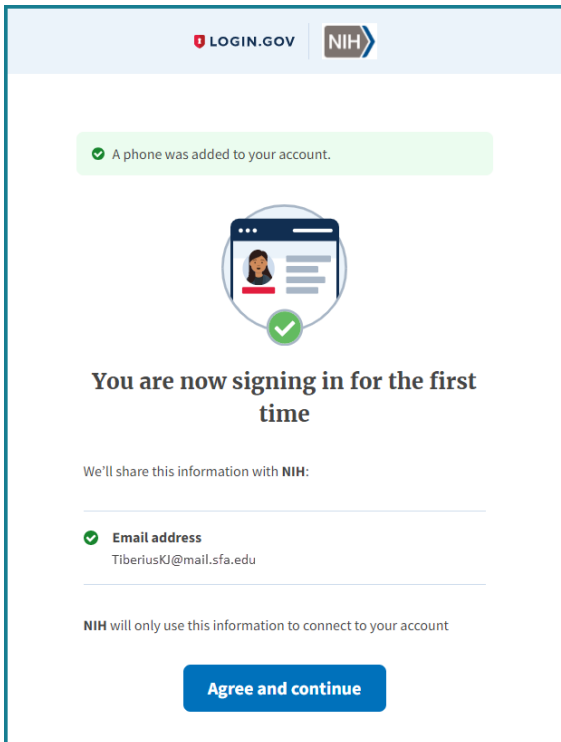 LOGIN.GOV NIH
A phone was added to your account.
You are now signing in for the first
time
We’ll share this information with NIH:
Email address
TiberiusKJ@mail.sfa.edu
NIH will only use this information to connect to your account
Agree and continue